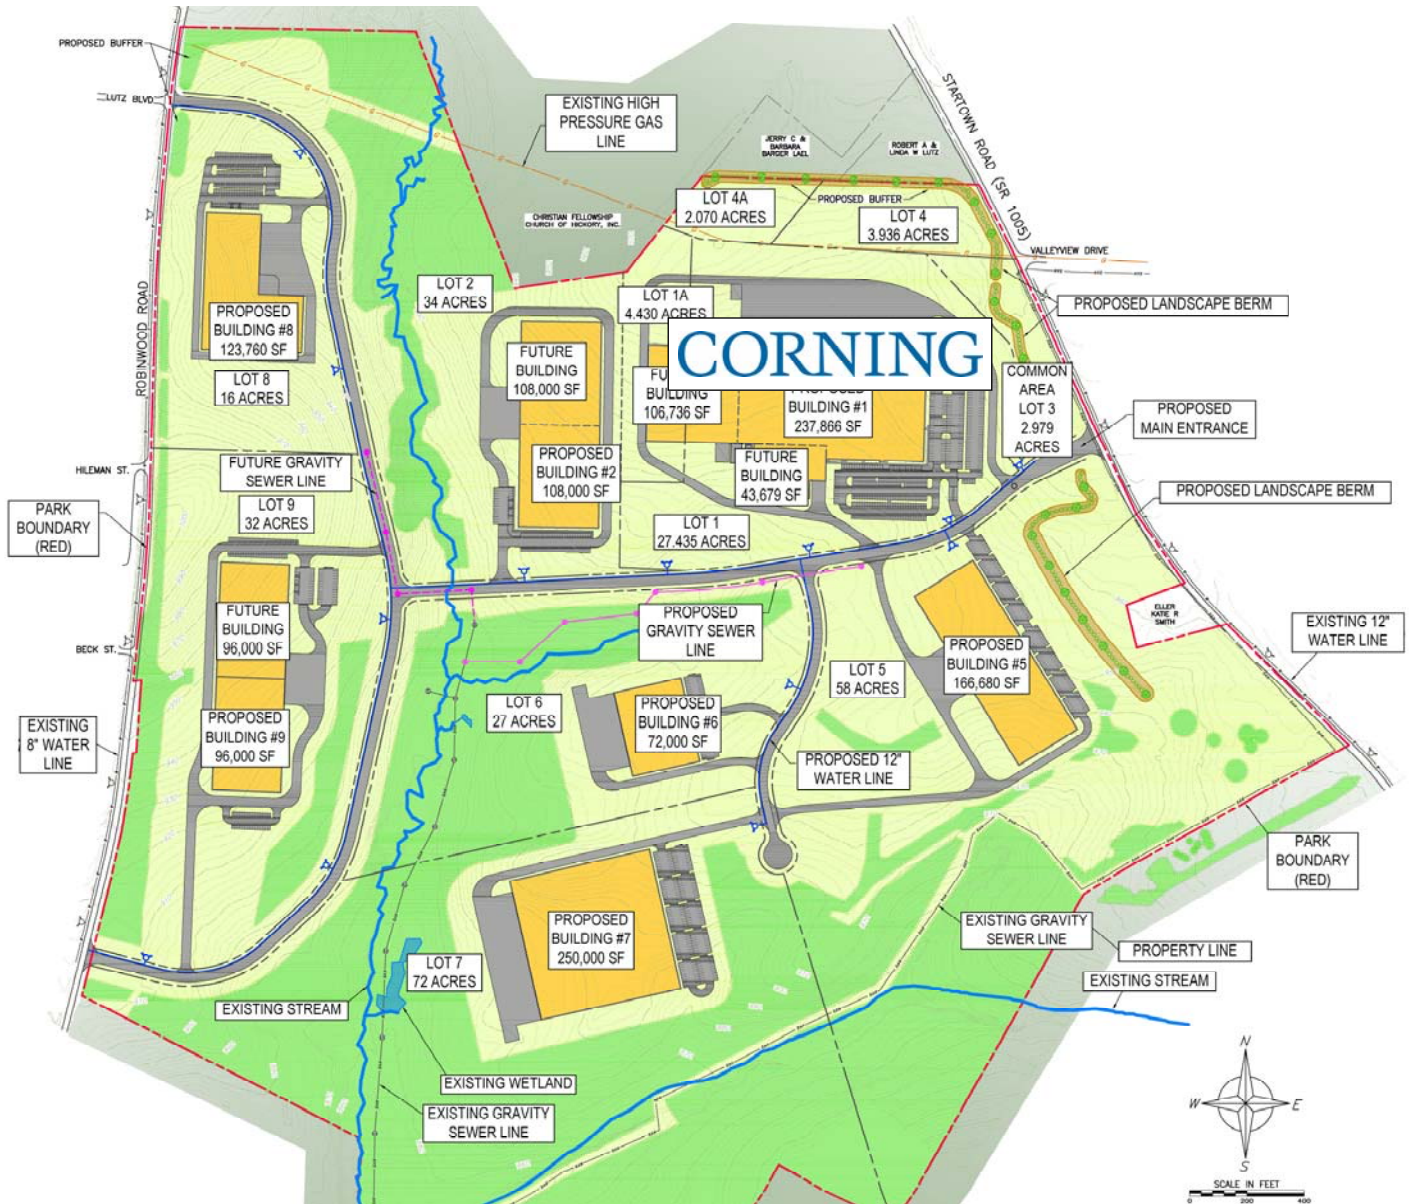 PROPOSED BUFFER
LUTZ BLVD.
EXISTING HIGH
PRESSURE GAS
LINE
STARTOWN ROAD (SR 1005)
JERRY C &
BARBARA
BARGER LAEL
ROBERT A &
LINDA W LUTZ
LOT 4A
2.070 ACRES
PROPOSED BUFFER
LOT 4
3.936 ACRES
CHRISTIAN FELLOWSHIP
CHURCH OF HICKORY, INC.
VALLEYVIEW DRIVE
PROPOSED LANDSCAPE BERM
LOT 2
34 ACRES
LOT 1A
4.430 ACRES
CORNING
ROBINWOOD ROAD
PROPOSED
BUILDING #8
123,760 SF
LOT 8
16 ACRES
FUTURE
BUILDING
108,000 SF
FU
BUILDING
106,736 SF
BUILDING #1
237,866 SF
COMMON
AREA
LOT 3
2.979
ACRES
PROPOSED
MAIN ENTRANCE
HILEMAN ST.
FUTURE GRAVITY
SEWER LINE
PROPOSED
BUILDING #2
108,000 SF
FUTURE
BUILDING
43,679 SF
PROPOSED LANDSCAPE BERM
PARK
BOUNDARY
(RED)
LOT 9
32 ACRES
LOT 1
27.435 ACRES
FUTURE
BUILDING
96,000 SF
PROPOSED
GRAVITY SEWER
LINE
ELLER
KATIE R
SMITH
EXISTING 12"
WATER LINE
BECK ST.
LOT 5
58 ACRES
PROPOSED
BUILDING #5
166,680 SF
EXISTING
8" WATER
LINE
PROPOSED
BUILDING #9
96,000 SF
LOT 6
27 ACRES
PROPOSED
BUILDING #6
72,000 SF
PROPOSED 12"
WATER LINE
PARK
BOUNDARY
(RED)
PROPOSED
BUILDING #7
250,000 SF
EXISTING GRAVITY
SEWER LINE
PROPERTY LINE
LOT 7
72 ACRES
EXISTING STREAM
EXISTING STREAM
EXISTING WETLAND
EXISTING GRAVITY
SEWER LINE
N
W
E
S
SCALE IN FEET
0
200
400